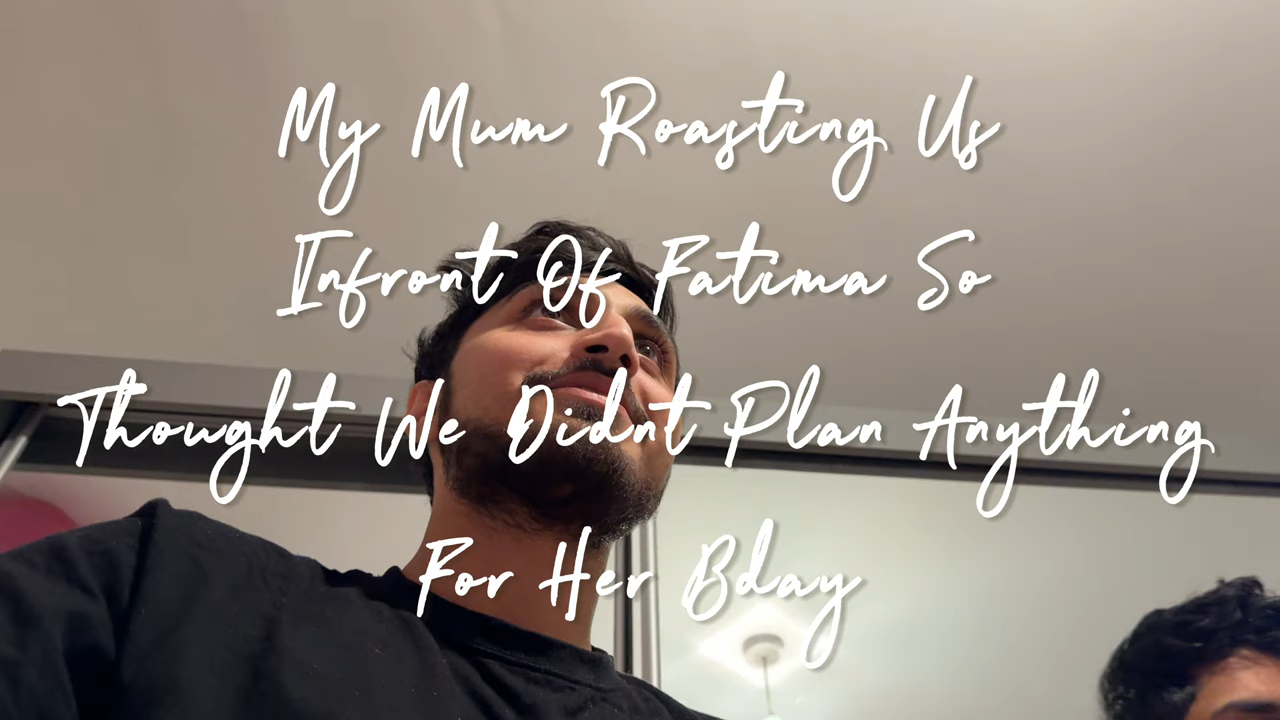 My Mum Roasting Us
Infront Of Fatima So
Thought We Didnt Plan Anything
For Her Bday